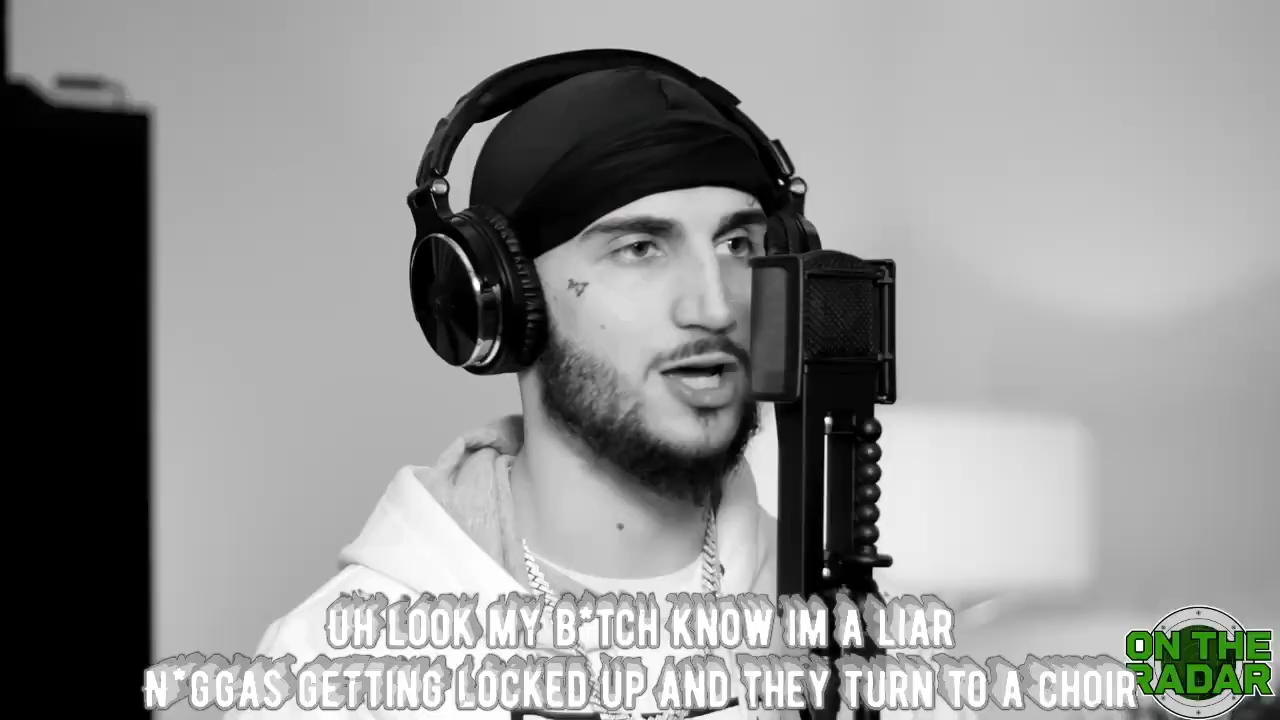 UH LOOK MY B*TCH KNOW IM A LIAR
N*GGAS GETTING LOCKED UP AND THEY TURN TO A CHOIR
ON THE
RADAR